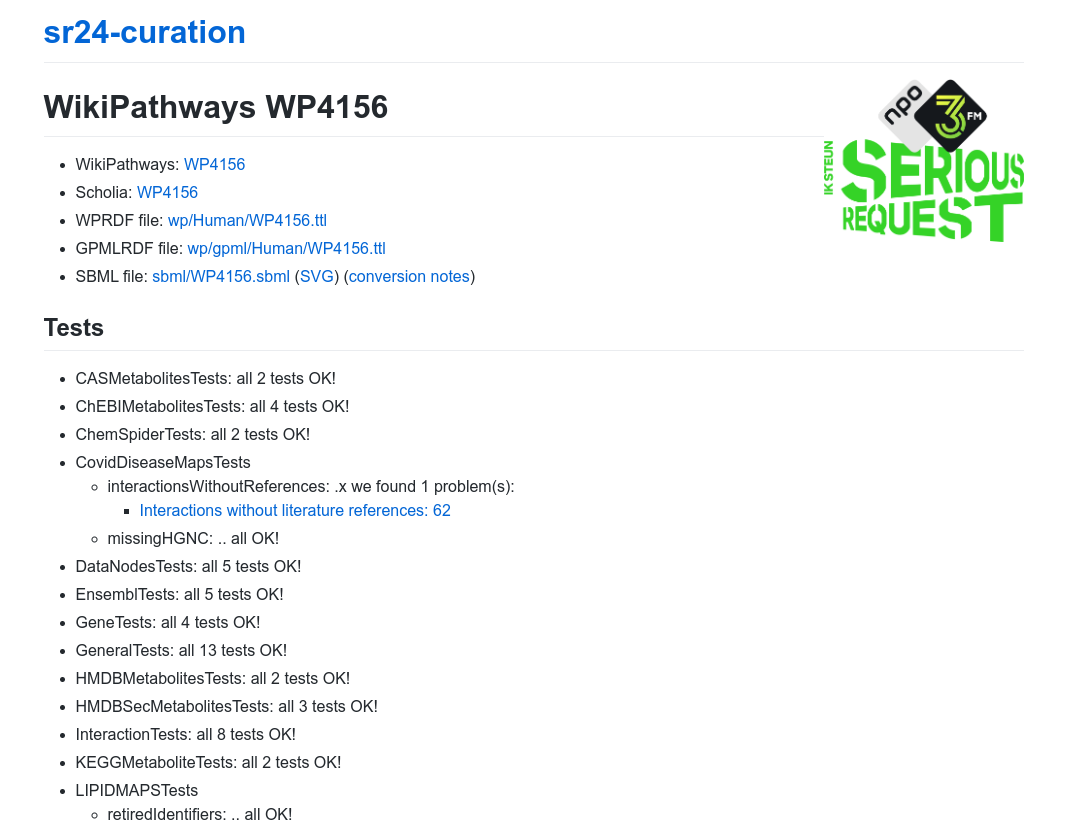 sr24-curation
WikiPathways WP4156
npo
3
FM
IK STEUN
SERIOUS
REQUEST
WikiPathways: WP4156
Scholia: WP4156
WPRDF file: wp/Human/WP4156.ttl
GPMLRDF file: wp/gpml/Human/WP4156.ttl
SBML file: sbml/WP4156.sbml (SVG) (conversion notes)
Tests
CASMetabolitesTests: all 2 tests OK!
ChEBIMetabolitesTests: all 4 tests OK!
ChemSpiderTests: all 2 tests OK!
CovidDiseaseMapsTests
interactionsWithoutReferences: .x we found 1 problem(s):
Interactions without literature references: 62
missingHGNC: .. all OK!
DataNodesTests: all 5 tests OK!
EnsemblTests: all 5 tests OK!
GeneTests: all 4 tests OK!
GeneralTests: all 13 tests OK!
HMDBMetabolitesTests: all 2 tests OK!
HMDBSecMetabolitesTests: all 3 tests OK!
InteractionTests: all 8 tests OK!
KEGGMetaboliteTests: all 2 tests OK!
LIPIDMAPSTests
retiredIdentifiers: .. all OK!